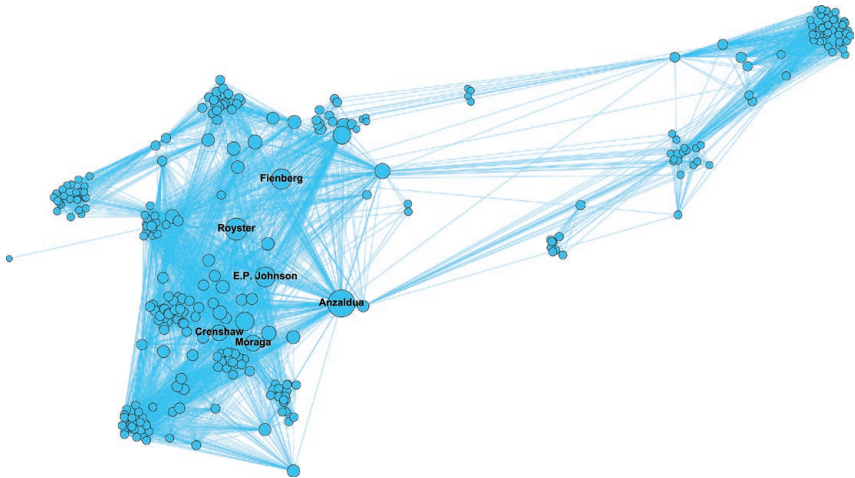 Fienberg
Royster
E.P. Johnson
Anzaldua
Crenshaw
Moraga